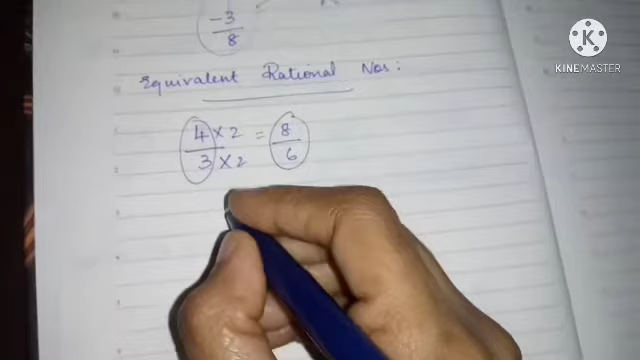 -3
8
K
KINEMASTER
Equivalent Rational Nos :
4 × 2 = 8
3 × 2 6